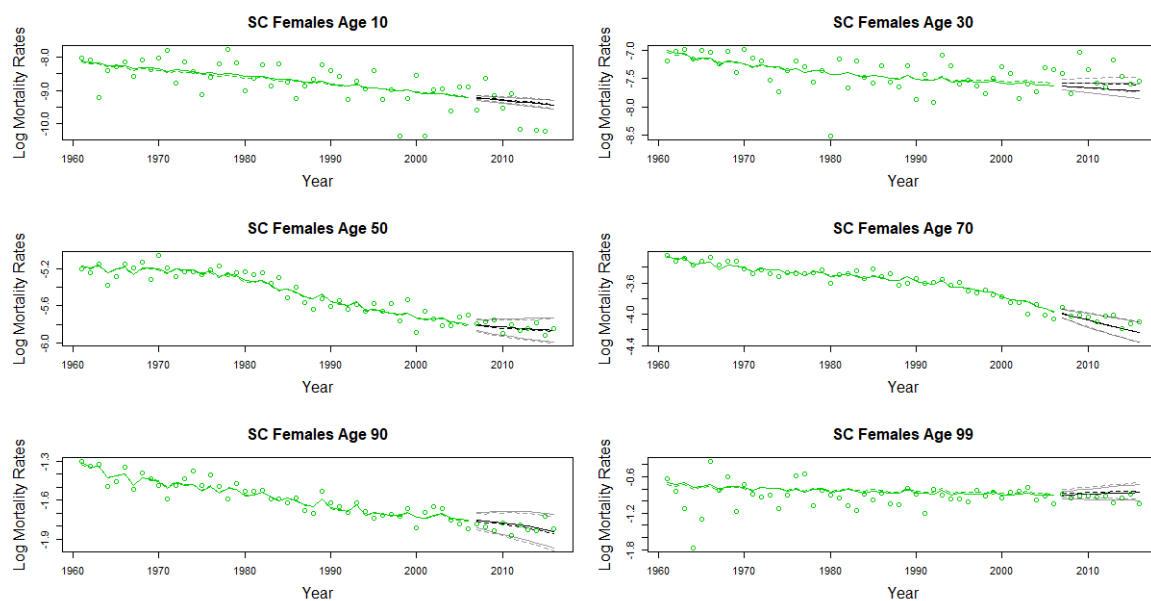 SC Females Age 10
Log Mortality Rates
-8.0
-9.0
-10.0
1960 1970 1980 1990 2000 2010
Year
SC Females Age 30
Log Mortality Rates
-7.0
-7.5
-8.0
-8.5
1960 1970 1980 1990 2000 2010
Year
SC Females Age 50
Log Mortality Rates
-5.2
-5.6
-6.0
1960 1970 1980 1990 2000 2010
Year
SC Females Age 70
Log Mortality Rates
-3.6
-4.0
-4.4
1960 1970 1980 1990 2000 2010
Year
SC Females Age 90
Log Mortality Rates
-1.3
-1.6
-1.9
1960 1970 1980 1990 2000 2010
Year
SC Females Age 99
Log Mortality Rates
-0.6
-1.2
-1.8
1960 1970 1980 1990 2000 2010
Year